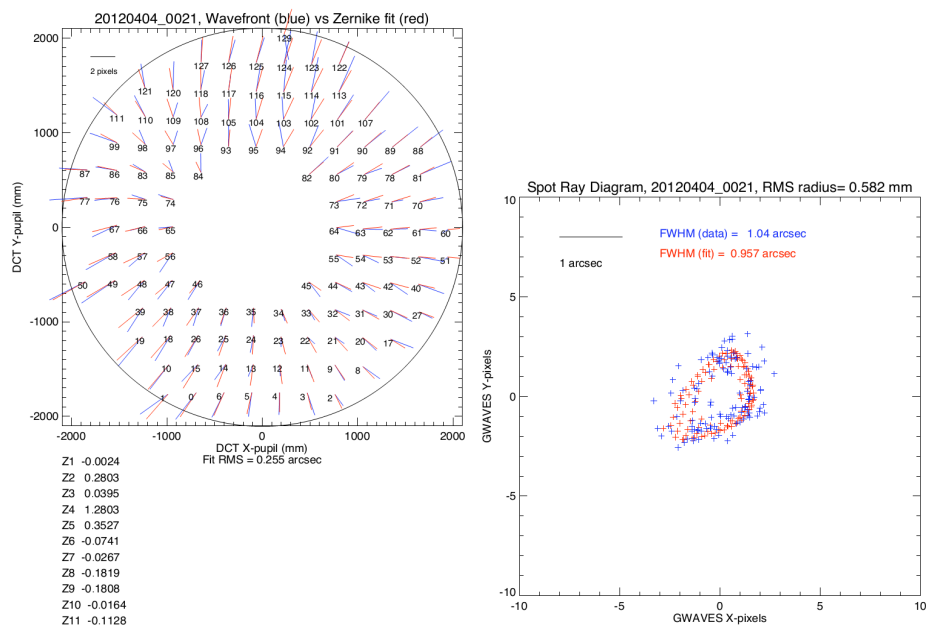 20120404_0021, Wavefront (blue) vs Zernike fit (red)
2000
1000
0
-1000
-2000
DCT Y-pupil (mm)
2 pixels
129
127 126 125 124 123 122
121 120 118 117 116 115 114 113
111 110 109 108 105 104 103 102 101 107
99 98 97 96 93 95 94 92 91 90 89 88
87 86 83 85 84 82 80 79 78 81
77 76 75 74 73 72 71 70
67 66 65 64 63 62 61 60
58 57 56 55 54 53 52 51
50 49 48 47 46 45 44 43 42 40
39 38 37 36 35 34 33 32 31 30 27
19 18 26 25 24 23 22 21 20 17
10 15 14 13 12 11 9 8
1 0 6 5 4 3 2
-2000 -1000 0 1000 2000
DCT X-pupil (mm)
Fit RMS = 0.255 arcsec
Z1 -0.0024
Z2 0.2803
Z3 0.0395
Z4 1.2803
Z5 0.3527
Z6 -0.0741
Z7 -0.0267
Z8 -0.1819
Z9 -0.1808
Z10 -0.0164
Z11 -0.1128
Spot Ray Diagram, 20120404_0021, RMS radius= 0.582 mm
10
5
0
-5
-10
GWAVES Y-pixels
FWHM (data) = 1.04 arcsec
FWHM (fit) = 0.957 arcsec
1 arcsec
-10 -5 0 5 10
GWAVES X-pixels